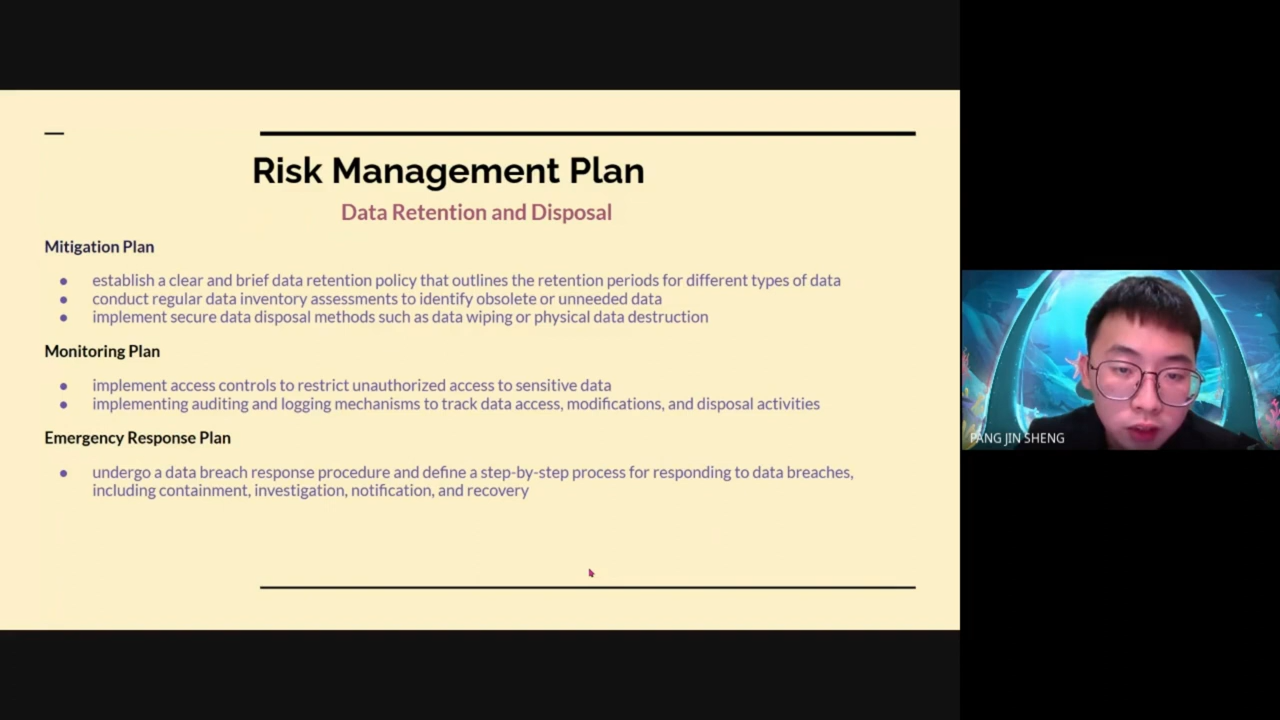 Risk Management Plan
Data Retention and Disposal
Mitigation Plan
● establish a clear and brief data retention policy that outlines the retention periods for different types of data
● conduct regular data inventory assessments to identify obsolete or unneeded data
● implement secure data disposal methods such as data wiping or physical data destruction
Monitoring Plan
● implement access controls to restrict unauthorized access to sensitive data
● implementing auditing and logging mechanisms to track data access, modifications, and disposal activities
Emergency Response Plan
● undergo a data breach response procedure and define a step-by-step process for responding to data breaches,
including containment, investigation, notification, and recovery
PANG JIN SHENG